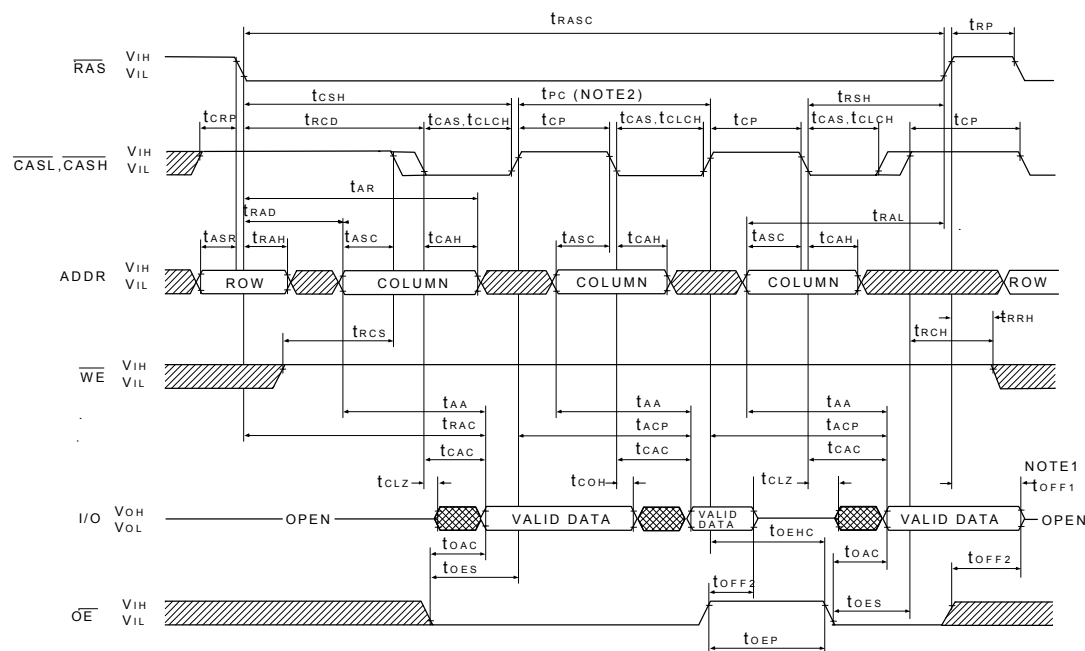 tRASC
tRP
RAS VIH
VIL
tCSH
tPC (NOTE2)
tRSH
tCRP
tRCD
tCAS,tCLCH
tCP
tCAS,tCLCH
tCP
tCAS,tCLCH
tCP
CASL,CASH VIH
VIL
tAR
tRAD
tRAL
tASR
tRAH
tASC
tCAH
tASC
tCAH
tASC
tCAH
ADDR VIH
VIL
ROW
COLUMN
COLUMN
COLUMN
ROW
tRCS
tRCH
tRRH
WE VIH
VIL
tAA
tAA
tAA
tRAC
tACP
tACP
tCAC
tCAC
tCAC
tCLZ
tCOH
tCLZ
NOTE1
tOFF1
I/O VOH
VOL
OPEN
VALID DATA
VALID
DATA
VALID DATA
OPEN
tOAC
tOEHC
tOAC
tOES
tOFF2
tOES
tOFF2
OE VIH
VIL
tOEP